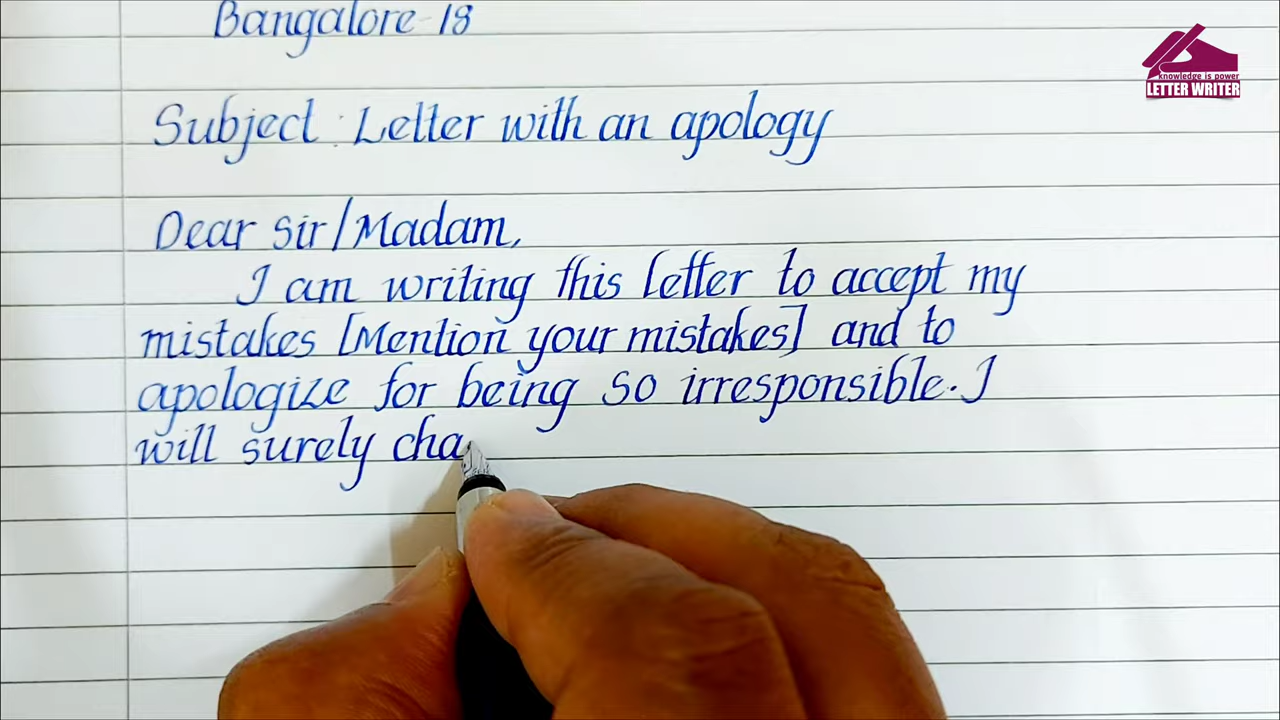 Bangalore-18
knowledge is power
LETTER WRITER
Subject : Letter with an apology
Dear Sir/Madam,
I am writing this letter to accept my
mistakes [Mention your mistakes] and to
apologize for being so irresponsible. I
will surely cha